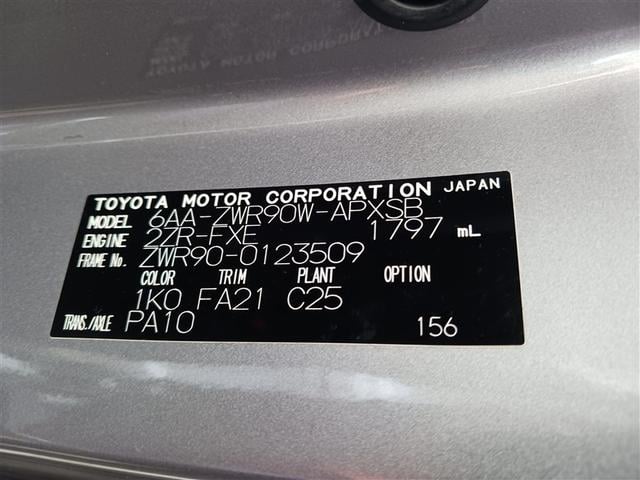 TOYOTA MOTOR CORPORATION JAPAN
MODEL 6AA-ZWR90W-APXSB
ENGINE 2ZR-FXE 1797 mL
FRAME No. ZWR90-0123509
COLOR TRIM PLANT OPTION
1K0 FA21 C25
TRANS./AXLE PA10 156